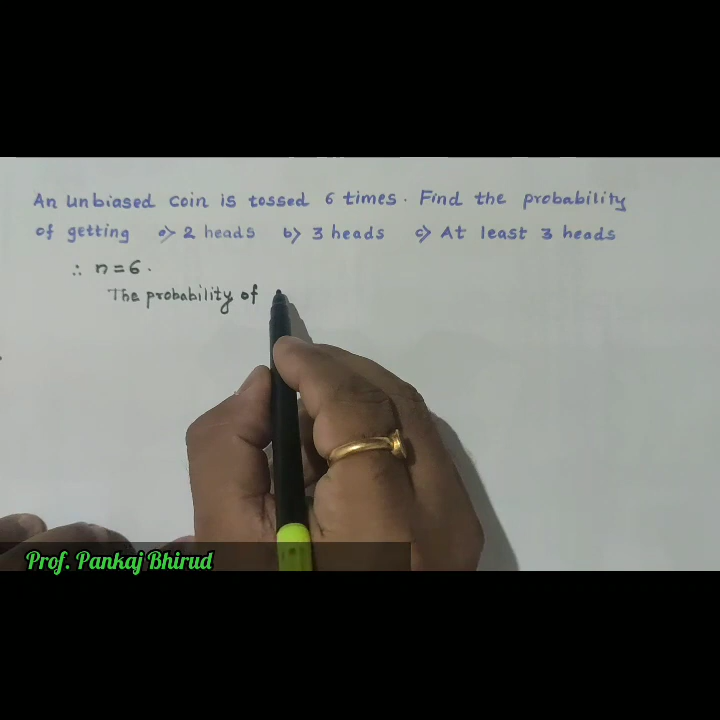 An unbiased coin is tossed 6 times. Find the probability
of getting a) 2 heads b) 3 heads c) At least 3 heads
∴ n = 6.
The probability of
Prof. Pankaj Bhirud